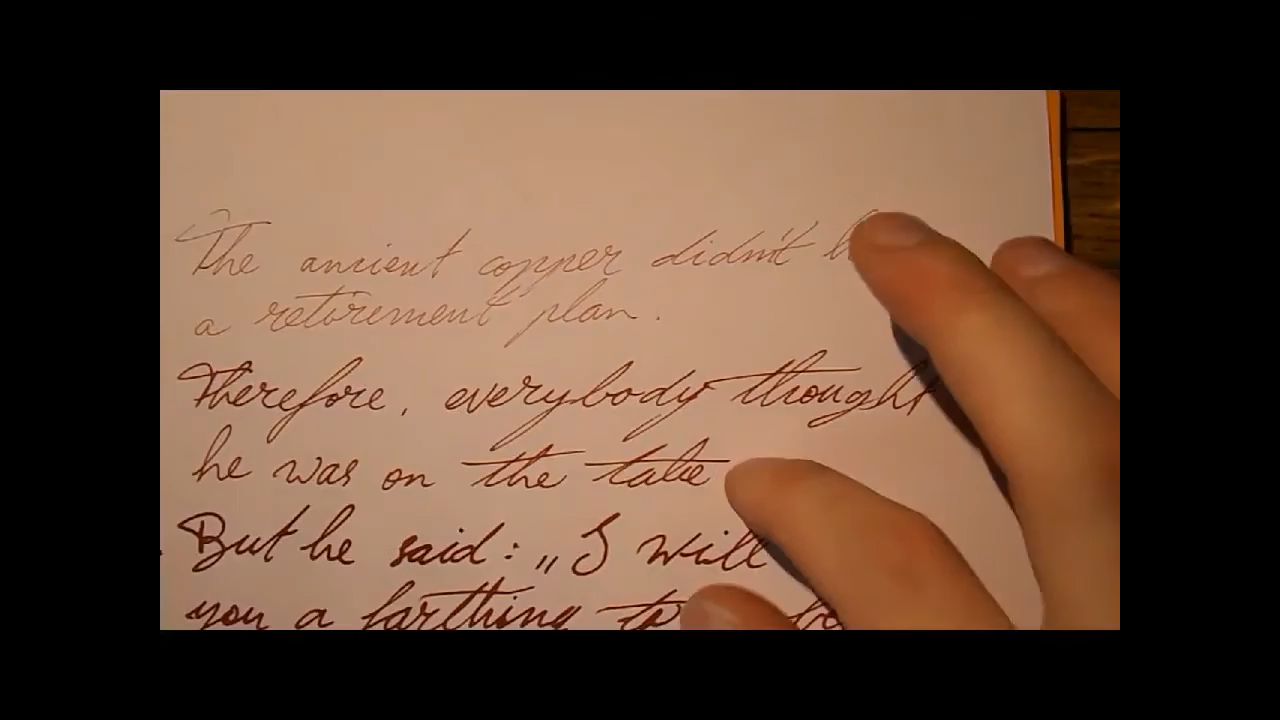 The ancient copper didn't
a retirement plan.
Therefore, everybody thought
he was on the take
But he said: „I will
you a farthing to